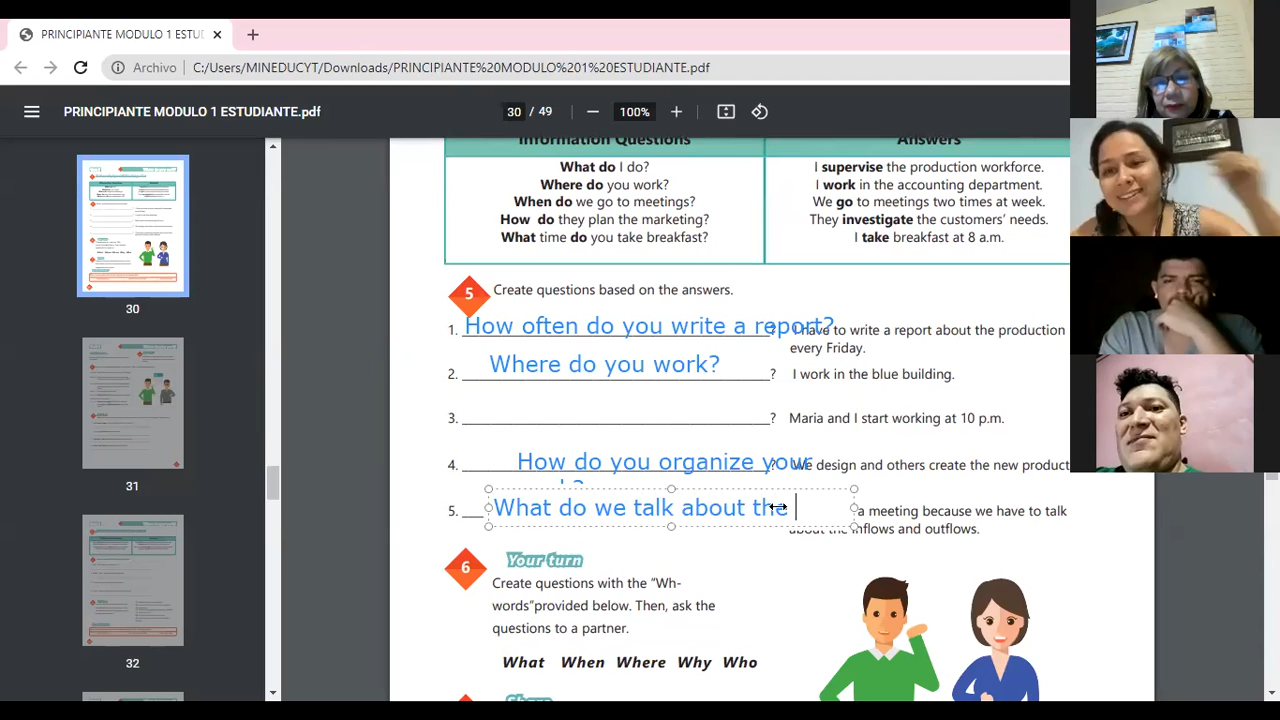 PRINCIPIANTE MODULO 1 ESTUD
Archivo
C:/Users/MINEDUCYT/Downloads/PRINCIPIANTE%20MODULO%201%20ESTUDIANTE.pdf
PRINCIPIANTE MODULO 1 ESTUDIANTE.pdf
30 / 49
100%
Information Questions
Answers
What do I do?
I supervise the production workforce.
Where do you work?
work in the accounting department.
When do we go to meetings?
We go to meetings two times at week.
How do they plan the marketing?
They investigate the customers' needs.
What time do you take breakfast?
I take breakfast at 8 a.m.
5
Create questions based on the answers.
1. How often do you write a report? ? I have to write a report about the production
every Friday.
2. Where do you work? ? I work in the blue building.
3. ? Maria and I start working at 10 p.m.
4. How do you organize your ? We design and others create the new product
5. What do we talk about the a meeting because we have to talk
about the inflows and outflows.
6
Your turn
Create questions with the “Wh-
words”provided below. Then, ask the
questions to a partner.
What When Where Why Who
Share
30
31
32